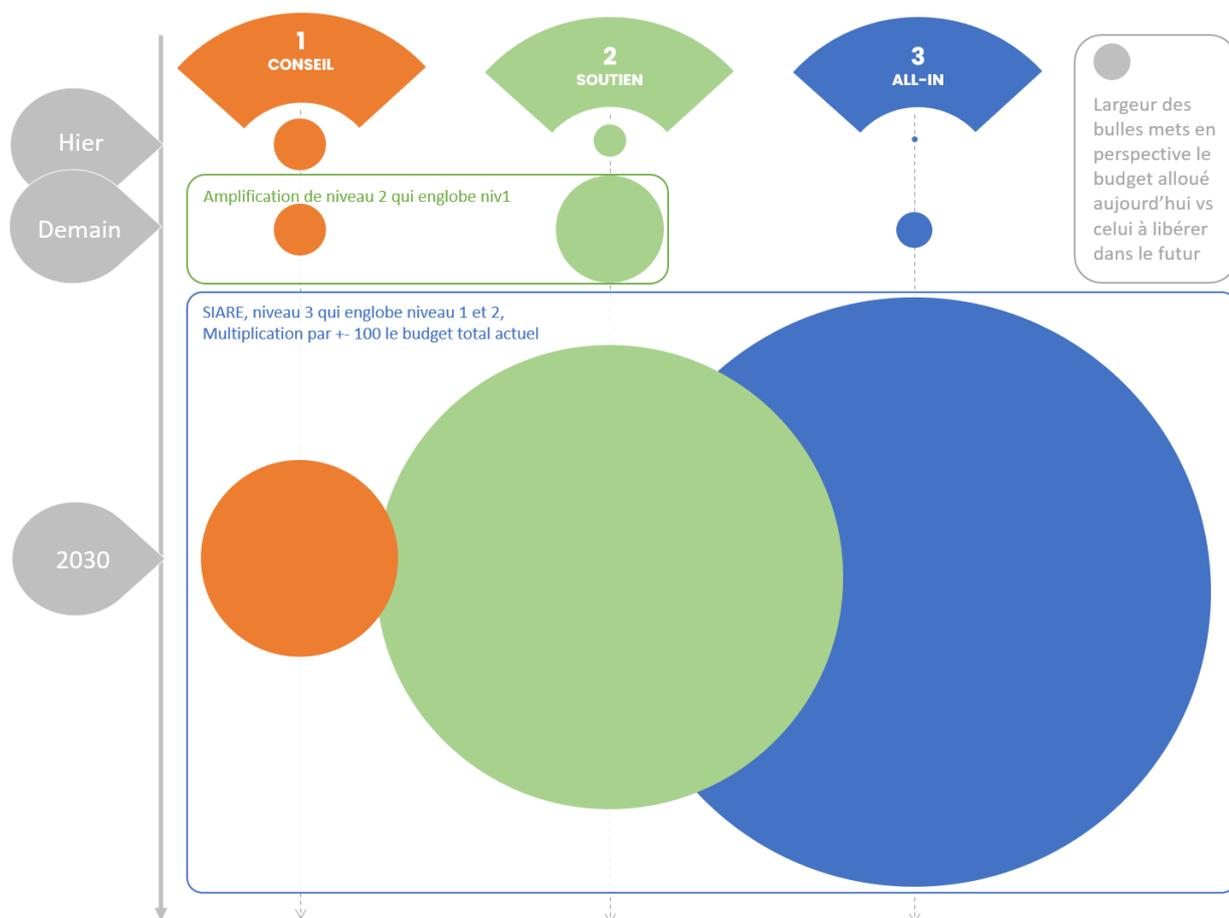 1
CONSEIL
2
SOUTIEN
3
ALL-IN
Largeur des
bulles mets en
perspective le
budget alloué
aujourd'hui vs
celui à libérer
dans le futur
Hier
Demain
Amplification de niveau 2 qui englobe niv1
SIARE, niveau 3 qui englobe niveau 1 et 2,
Multiplication par +- 100 le budget total actuel
2030